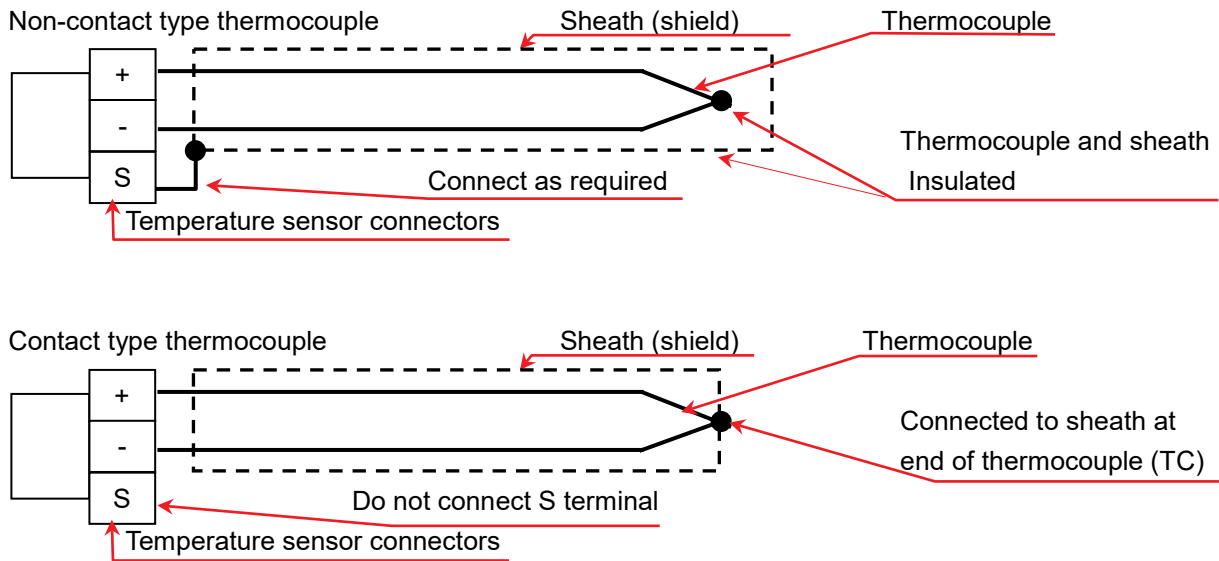 Non-contact type thermocouple
Sheath (shield)
Thermocouple
+
-
S
Thermocouple and sheath
Insulated
Connect as required
Temperature sensor connectors
Contact type thermocouple
Sheath (shield)
Thermocouple
+
-
S
Connected to sheath at
end of thermocouple (TC)
Do not connect S terminal
Temperature sensor connectors